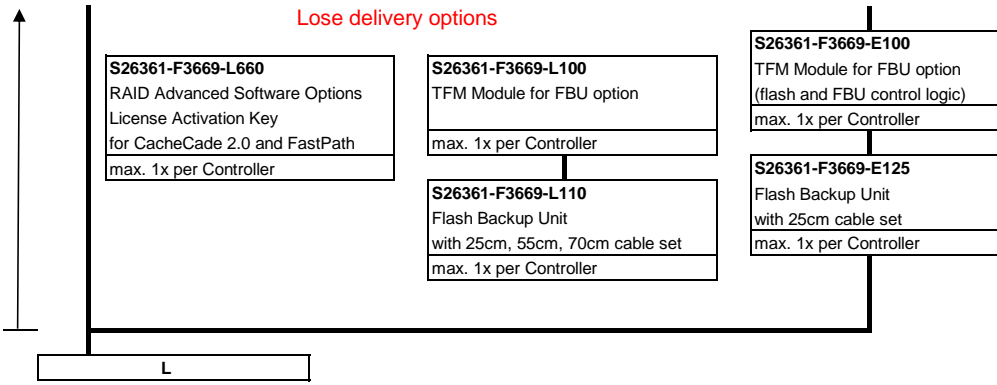 Lose delivery options
S26361-F3669-L660
RAID Advanced Software Options
License Activation Key
for CacheCade 2.0 and FastPath
max. 1x per Controller
S26361-F3669-L100
TFM Module for FBU option
max. 1x per Controller
S26361-F3669-L110
Flash Backup Unit
with 25cm, 55cm, 70cm cable set
max. 1x per Controller
S26361-F3669-E100
TFM Module for FBU option
(flash and FBU control logic)
max. 1x per Controller
S26361-F3669-E125
Flash Backup Unit
with 25cm cable set
max. 1x per Controller
L